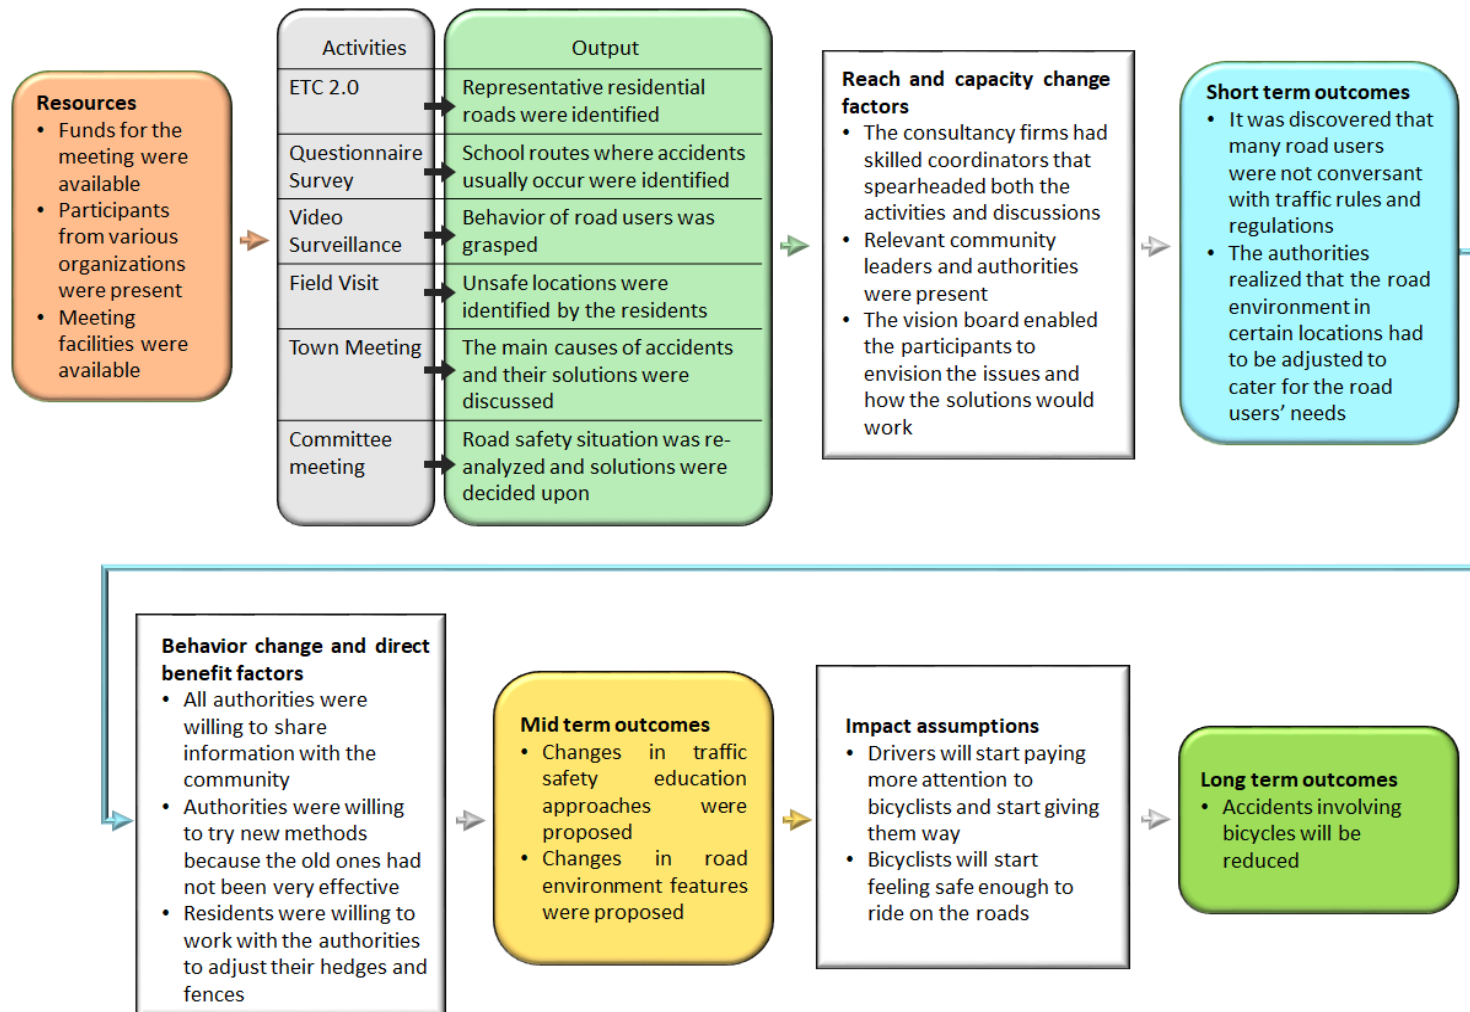 Resources
• Funds for the
meeting were
available
• Participants
from various
organizations
were present
• Meeting
facilities were
available
Activities
Output
ETC 2.0
Representative residential
roads were identified
Questionnaire
Survey
School routes where accidents
usually occur were identified
Video
Surveillance
Behavior of road users was
grasped
Field Visit
Unsafe locations were
identified by the residents
Town Meeting
The main causes of accidents
and their solutions were
discussed
Committee
meeting
Road safety situation was re-
analyzed and solutions were
decided upon
Reach and capacity change
factors
• The consultancy firms had
skilled coordinators that
spearheaded both the
activities and discussions
• Relevant community
leaders and authorities
were present
• The vision board enabled
the participants to
envision the issues and
how the solutions would
work
Short term outcomes
• It was discovered that
many road users
were not conversant
with traffic rules and
regulations
• The authorities
realized that the road
environment in
certain locations had
to be adjusted to
cater for the road
users’ needs
Behavior change and direct
benefit factors
• All authorities were
willing to share
information with the
community
• Authorities were willing
to try new methods
because the old ones had
not been very effective
• Residents were willing to
work with the authorities
to adjust their hedges and
fences
Mid term outcomes
• Changes in traffic
safety education
approaches were
proposed
• Changes in road
environment features
were proposed
Impact assumptions
• Drivers will start paying
more attention to
bicyclists and start giving
them way
• Bicyclists will start
feeling safe enough to
ride on the roads
Long term outcomes
• Accidents involving
bicycles will be
reduced